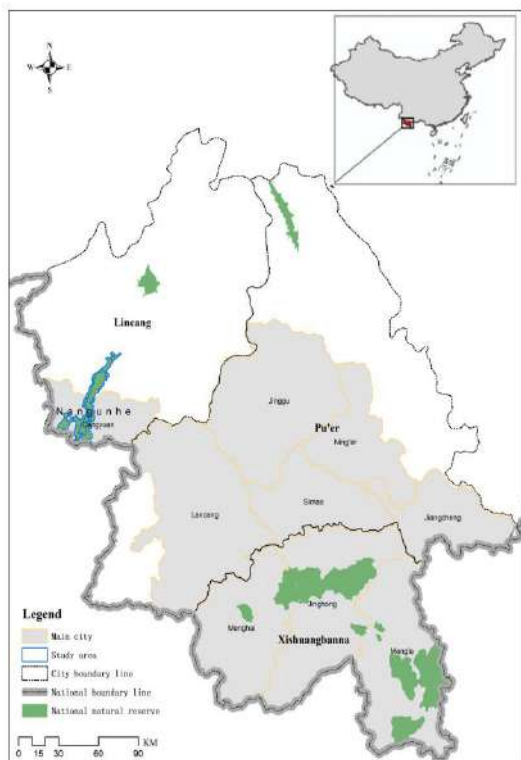 N
W E
S
Lincang
Nangunhe
Cangyuan
Jinggu
Pu'er
Ning'er
Lancang
Simao
Jiangcheng
Jinghong
Menghai
Xishuangbanna
Mengla
Legend
Main city
Study area
City boundary line
National boundary line
National natural reserve
KM
0 15 30 60 90